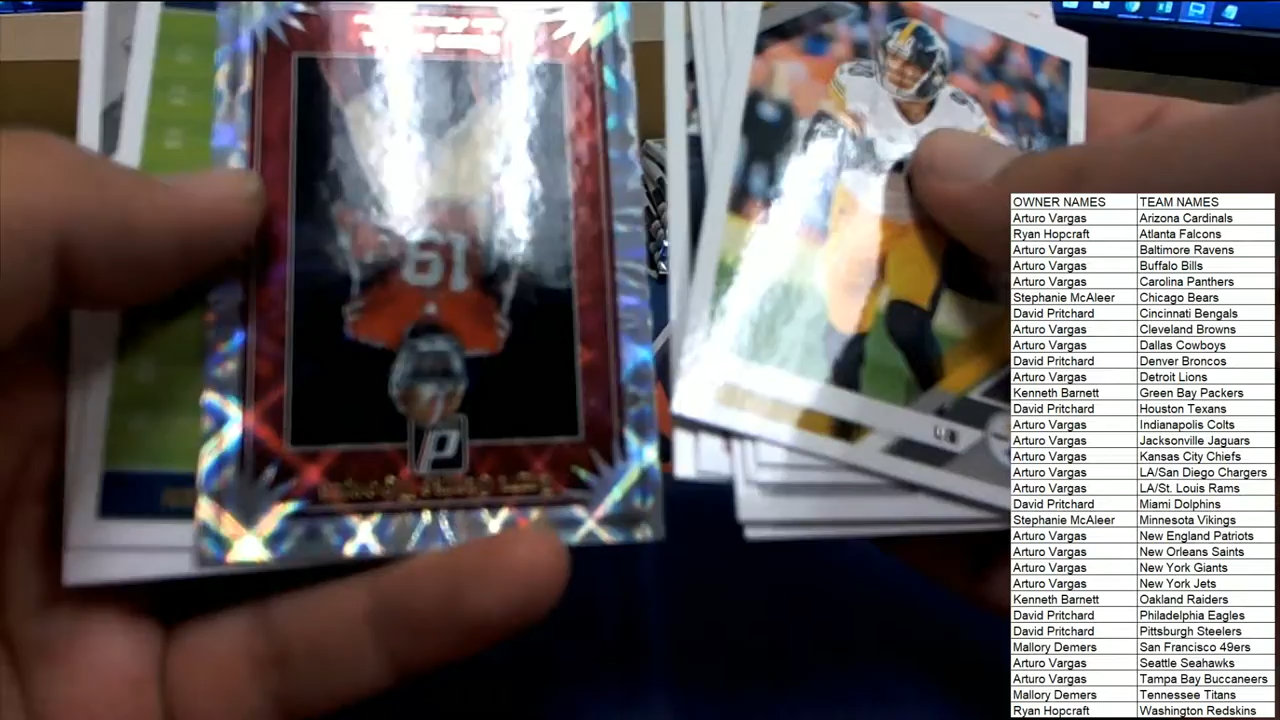 OWNER NAMES TEAM NAMES
Arturo Vargas Arizona Cardinals
Ryan Hopcraft Atlanta Falcons
Arturo Vargas Baltimore Ravens
Arturo Vargas Buffalo Bills
Arturo Vargas Carolina Panthers
Stephanie McAleer Chicago Bears
David Pritchard Cincinnati Bengals
Arturo Vargas Cleveland Browns
Arturo Vargas Dallas Cowboys
David Pritchard Denver Broncos
Arturo Vargas Detroit Lions
Kenneth Barnett Green Bay Packers
David Pritchard Houston Texans
Arturo Vargas Indianapolis Colts
Arturo Vargas Jacksonville Jaguars
Arturo Vargas Kansas City Chiefs
Arturo Vargas LA/San Diego Chargers
Arturo Vargas LA/St. Louis Rams
David Pritchard Miami Dolphins
Stephanie McAleer Minnesota Vikings
Arturo Vargas New England Patriots
Arturo Vargas New Orleans Saints
Arturo Vargas New York Giants
Arturo Vargas New York Jets
Kenneth Barnett Oakland Raiders
David Pritchard Philadelphia Eagles
David Pritchard Pittsburgh Steelers
Mallory Demers San Francisco 49ers
Arturo Vargas Seattle Seahawks
Arturo Vargas Tampa Bay Buccaneers
Mallory Demers Tennessee Titans
Ryan Hopcraft Washington Redskins
19
P